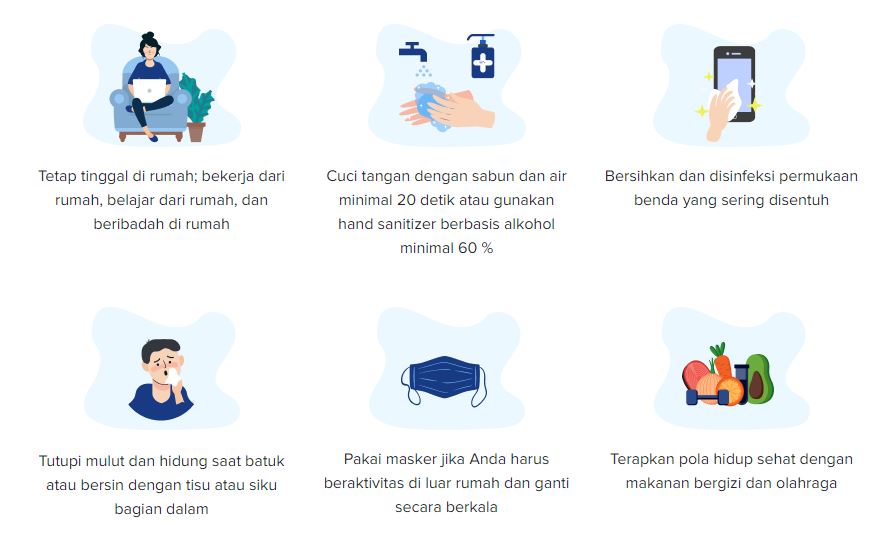 Tetap tinggal di rumah; bekerja dari
rumah, belajar dari rumah, dan
beribadah di rumah
Cuci tangan dengan sabun dan air
minimal 20 detik atau gunakan
hand sanitizer berbasis alkohol
minimal 60 %
Bersihkan dan disinfeksi permukaan
benda yang sering disentuh
Tutupi mulut dan hidung saat batuk
atau bersin dengan tisu atau siku
bagian dalam
Pakai masker jika Anda harus
beraktivitas di luar rumah dan ganti
secara berkala
Terapkan pola hidup sehat dengan
makanan bergizi dan olahraga